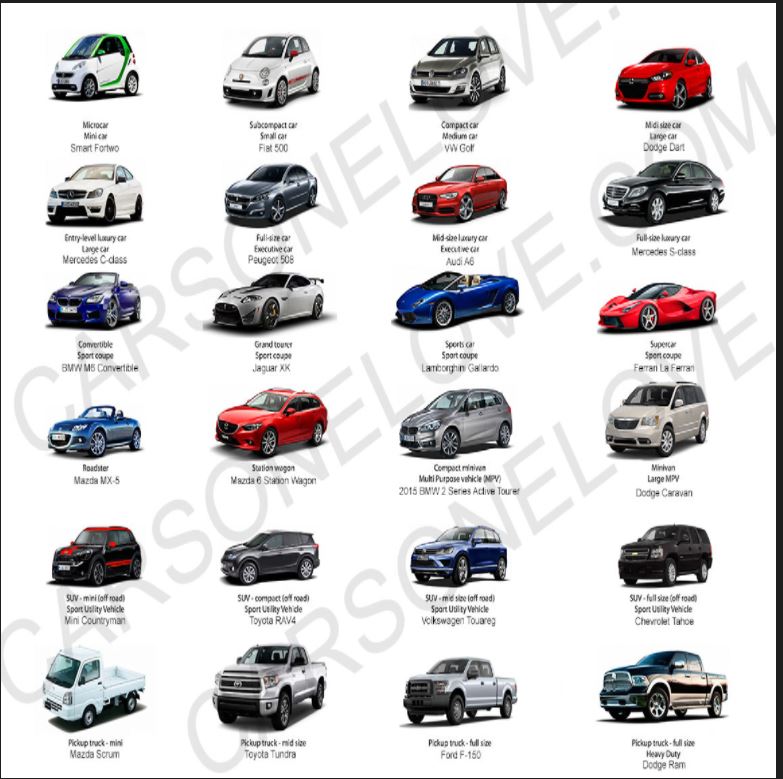 CARSONELOVE.COM
CARSONELOVE.COM
Microcar
Mini car
Smart Fortwo
Subcompact car
Small car
Fiat 500
Compact car
Medium car
VW Golf
Midi size car
Large car
Dodge Dart
Entry-level luxury car
Large car
Mercedes C-class
Full-size car
Executive car
Peugeot 508
Mid-size luxury car
Executive car
Audi A6
Full-size luxury car
Mercedes S-class
Convertible
Sport coupe
BMW M6 Convertible
Grand tourer
Sport coupe
Jaguar XK
Sports car
Sport coupe
Lamborghini Gallardo
Supercar
Sport coupe
Ferrari La Ferrari
Roadster
Mazda MX-5
Station wagon
Mazda 6 Station Wagon
Compact minivan
Multi Purpose vehicle (MPV)
2015 BMW 2 Series Active Tourer
Minivan
Large MPV
Dodge Caravan
SUV - mini (off road)
Sport Utility Vehicle
Mini Countryman
SUV - compact (off road)
Sport Utility Vehicle
Toyota RAV4
SUV - mid size (off road)
Sport Utility Vehicle
Volkswagen Touareg
SUV - full size (off road)
Sport Utility Vehicle
Chevrolet Tahoe
Pickup truck - mini
Mazda Scrum
Pickup truck - mid size
Toyota Tundra
Pickup truck - full size
Ford F-150
Pickup truck - full size
Heavy Duty
Dodge Ram